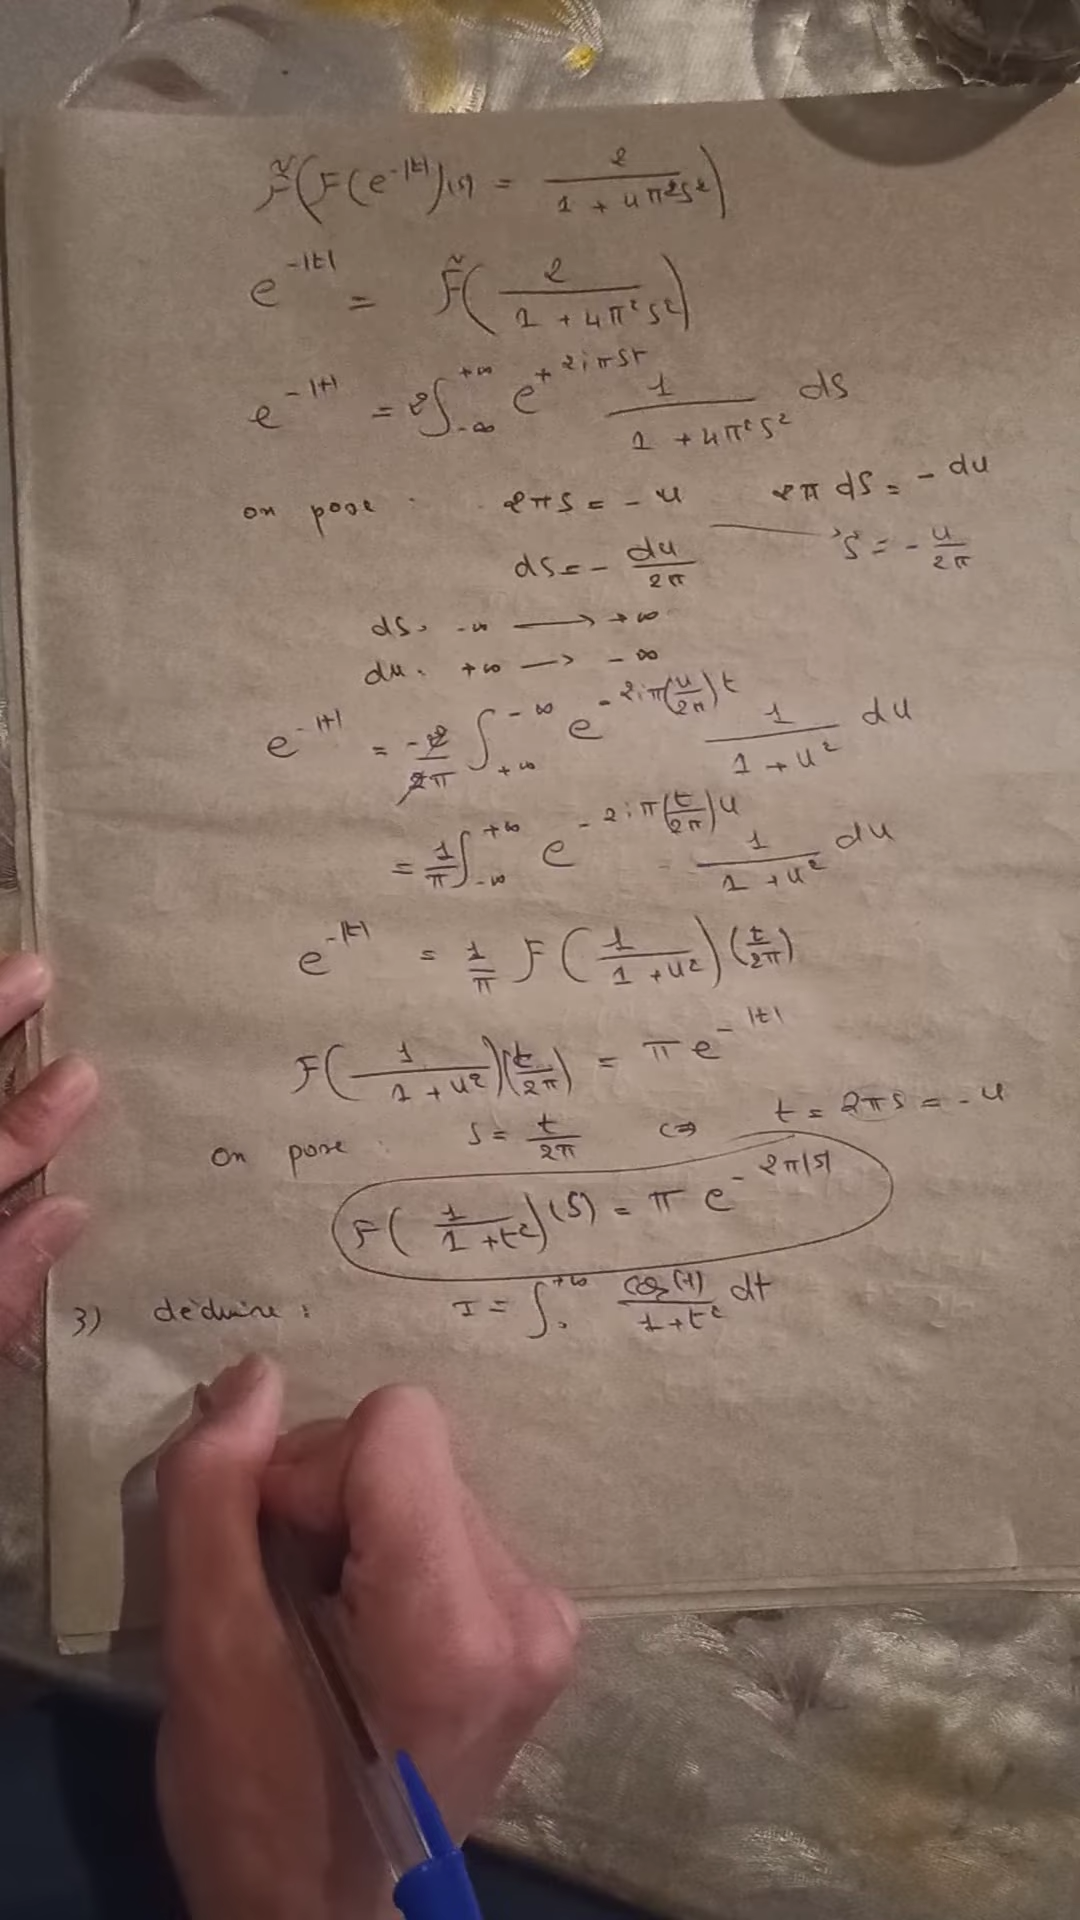 F̌(F(e^{-|t|})(s) = 2/(1 + 4π²s²))
e^{-|t|} = F̌(2/(1 + 4π²s²))
e^{-|t|} = 2∫_{-∞}^{+∞} e^{+2iπst} 1/(1 + 4π²s²) ds
on pose : 2πs = -u 2π ds = -du
ds = -du/2π s = -u/2π
ds. -∞ → +∞
du. +∞ → -∞
e^{-|t|} = -2/2π ∫_{+∞}^{-∞} e^{-2iπ(u/2π)t} 1/(1 + u²) du
= 1/π ∫_{-∞}^{+∞} e^{-2iπ(t/2π)u} 1/(1 + u²) du
e^{-|t|} = 1/π F(1/(1 + u²))(t/2π)
F(1/(1 + u²))(t/2π) = π e^{-|t|}
On pose : s = t/2π ⇔ t = 2πs = -u
F(1/(1 + t²))(s) = π e^{-2π|s|}
3) déduire : I = ∫_0^{+∞} cos(t)/(1 + t²) dt